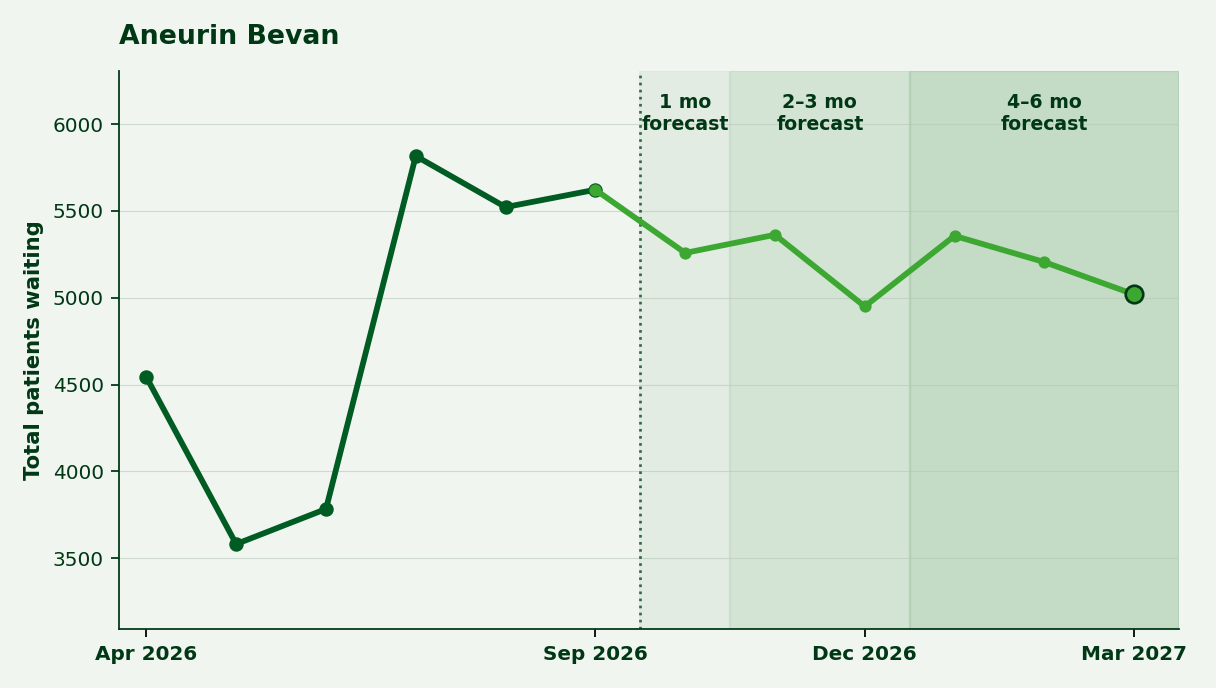 Aneurin Bevan
1 mo
forecast
2–3 mo
forecast
4–6 mo
forecast
Total patients waiting
6000
5500
5000
4500
4000
3500
Apr 2026
Sep 2026
Dec 2026
Mar 2027